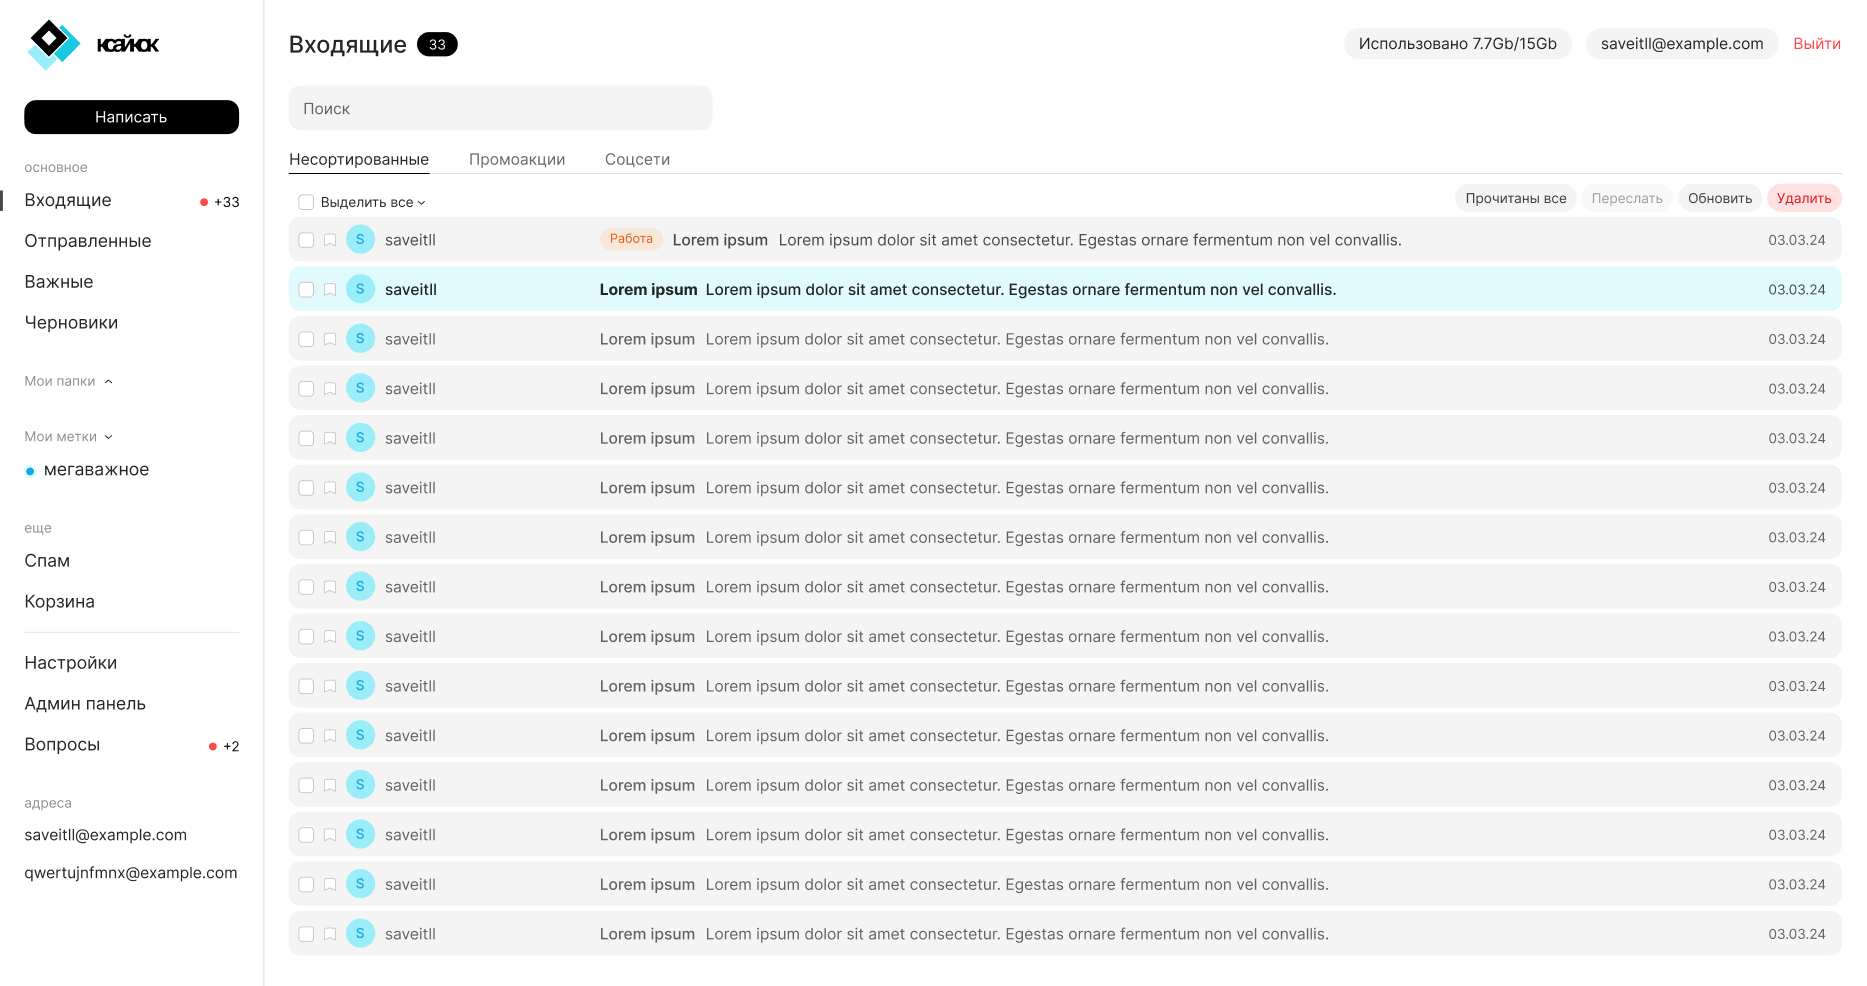 ксайок
Написать
основное
Входящие +33
Отправленные
Важные
Черновики
Мои папки
Мои метки
мегаважное
еще
Спам
Корзина
Настройки
Админ панель
Вопросы +2
адреса
saveitll@example.com
qwertujnfmnx@example.com
Входящие 33
Использовано 7.7Gb/15Gb saveitll@example.com Выйти
Поиск
Несортированные Промоакции Соцсети
Выделить все Прочитаны все Переслать Обновить Удалить
S saveitll Работа Lorem ipsum Lorem ipsum dolor sit amet consectetur. Egestas ornare fermentum non vel convallis. 03.03.24
S saveitll Lorem ipsum Lorem ipsum dolor sit amet consectetur. Egestas ornare fermentum non vel convallis. 03.03.24
S saveitll Lorem ipsum Lorem ipsum dolor sit amet consectetur. Egestas ornare fermentum non vel convallis. 03.03.24
S saveitll Lorem ipsum Lorem ipsum dolor sit amet consectetur. Egestas ornare fermentum non vel convallis. 03.03.24
S saveitll Lorem ipsum Lorem ipsum dolor sit amet consectetur. Egestas ornare fermentum non vel convallis. 03.03.24
S saveitll Lorem ipsum Lorem ipsum dolor sit amet consectetur. Egestas ornare fermentum non vel convallis. 03.03.24
S saveitll Lorem ipsum Lorem ipsum dolor sit amet consectetur. Egestas ornare fermentum non vel convallis. 03.03.24
S saveitll Lorem ipsum Lorem ipsum dolor sit amet consectetur. Egestas ornare fermentum non vel convallis. 03.03.24
S saveitll Lorem ipsum Lorem ipsum dolor sit amet consectetur. Egestas ornare fermentum non vel convallis. 03.03.24
S saveitll Lorem ipsum Lorem ipsum dolor sit amet consectetur. Egestas ornare fermentum non vel convallis. 03.03.24
S saveitll Lorem ipsum Lorem ipsum dolor sit amet consectetur. Egestas ornare fermentum non vel convallis. 03.03.24
S saveitll Lorem ipsum Lorem ipsum dolor sit amet consectetur. Egestas ornare fermentum non vel convallis. 03.03.24
S saveitll Lorem ipsum Lorem ipsum dolor sit amet consectetur. Egestas ornare fermentum non vel convallis. 03.03.24
S saveitll Lorem ipsum Lorem ipsum dolor sit amet consectetur. Egestas ornare fermentum non vel convallis. 03.03.24
S saveitll Lorem ipsum Lorem ipsum dolor sit amet consectetur. Egestas ornare fermentum non vel convallis. 03.03.24